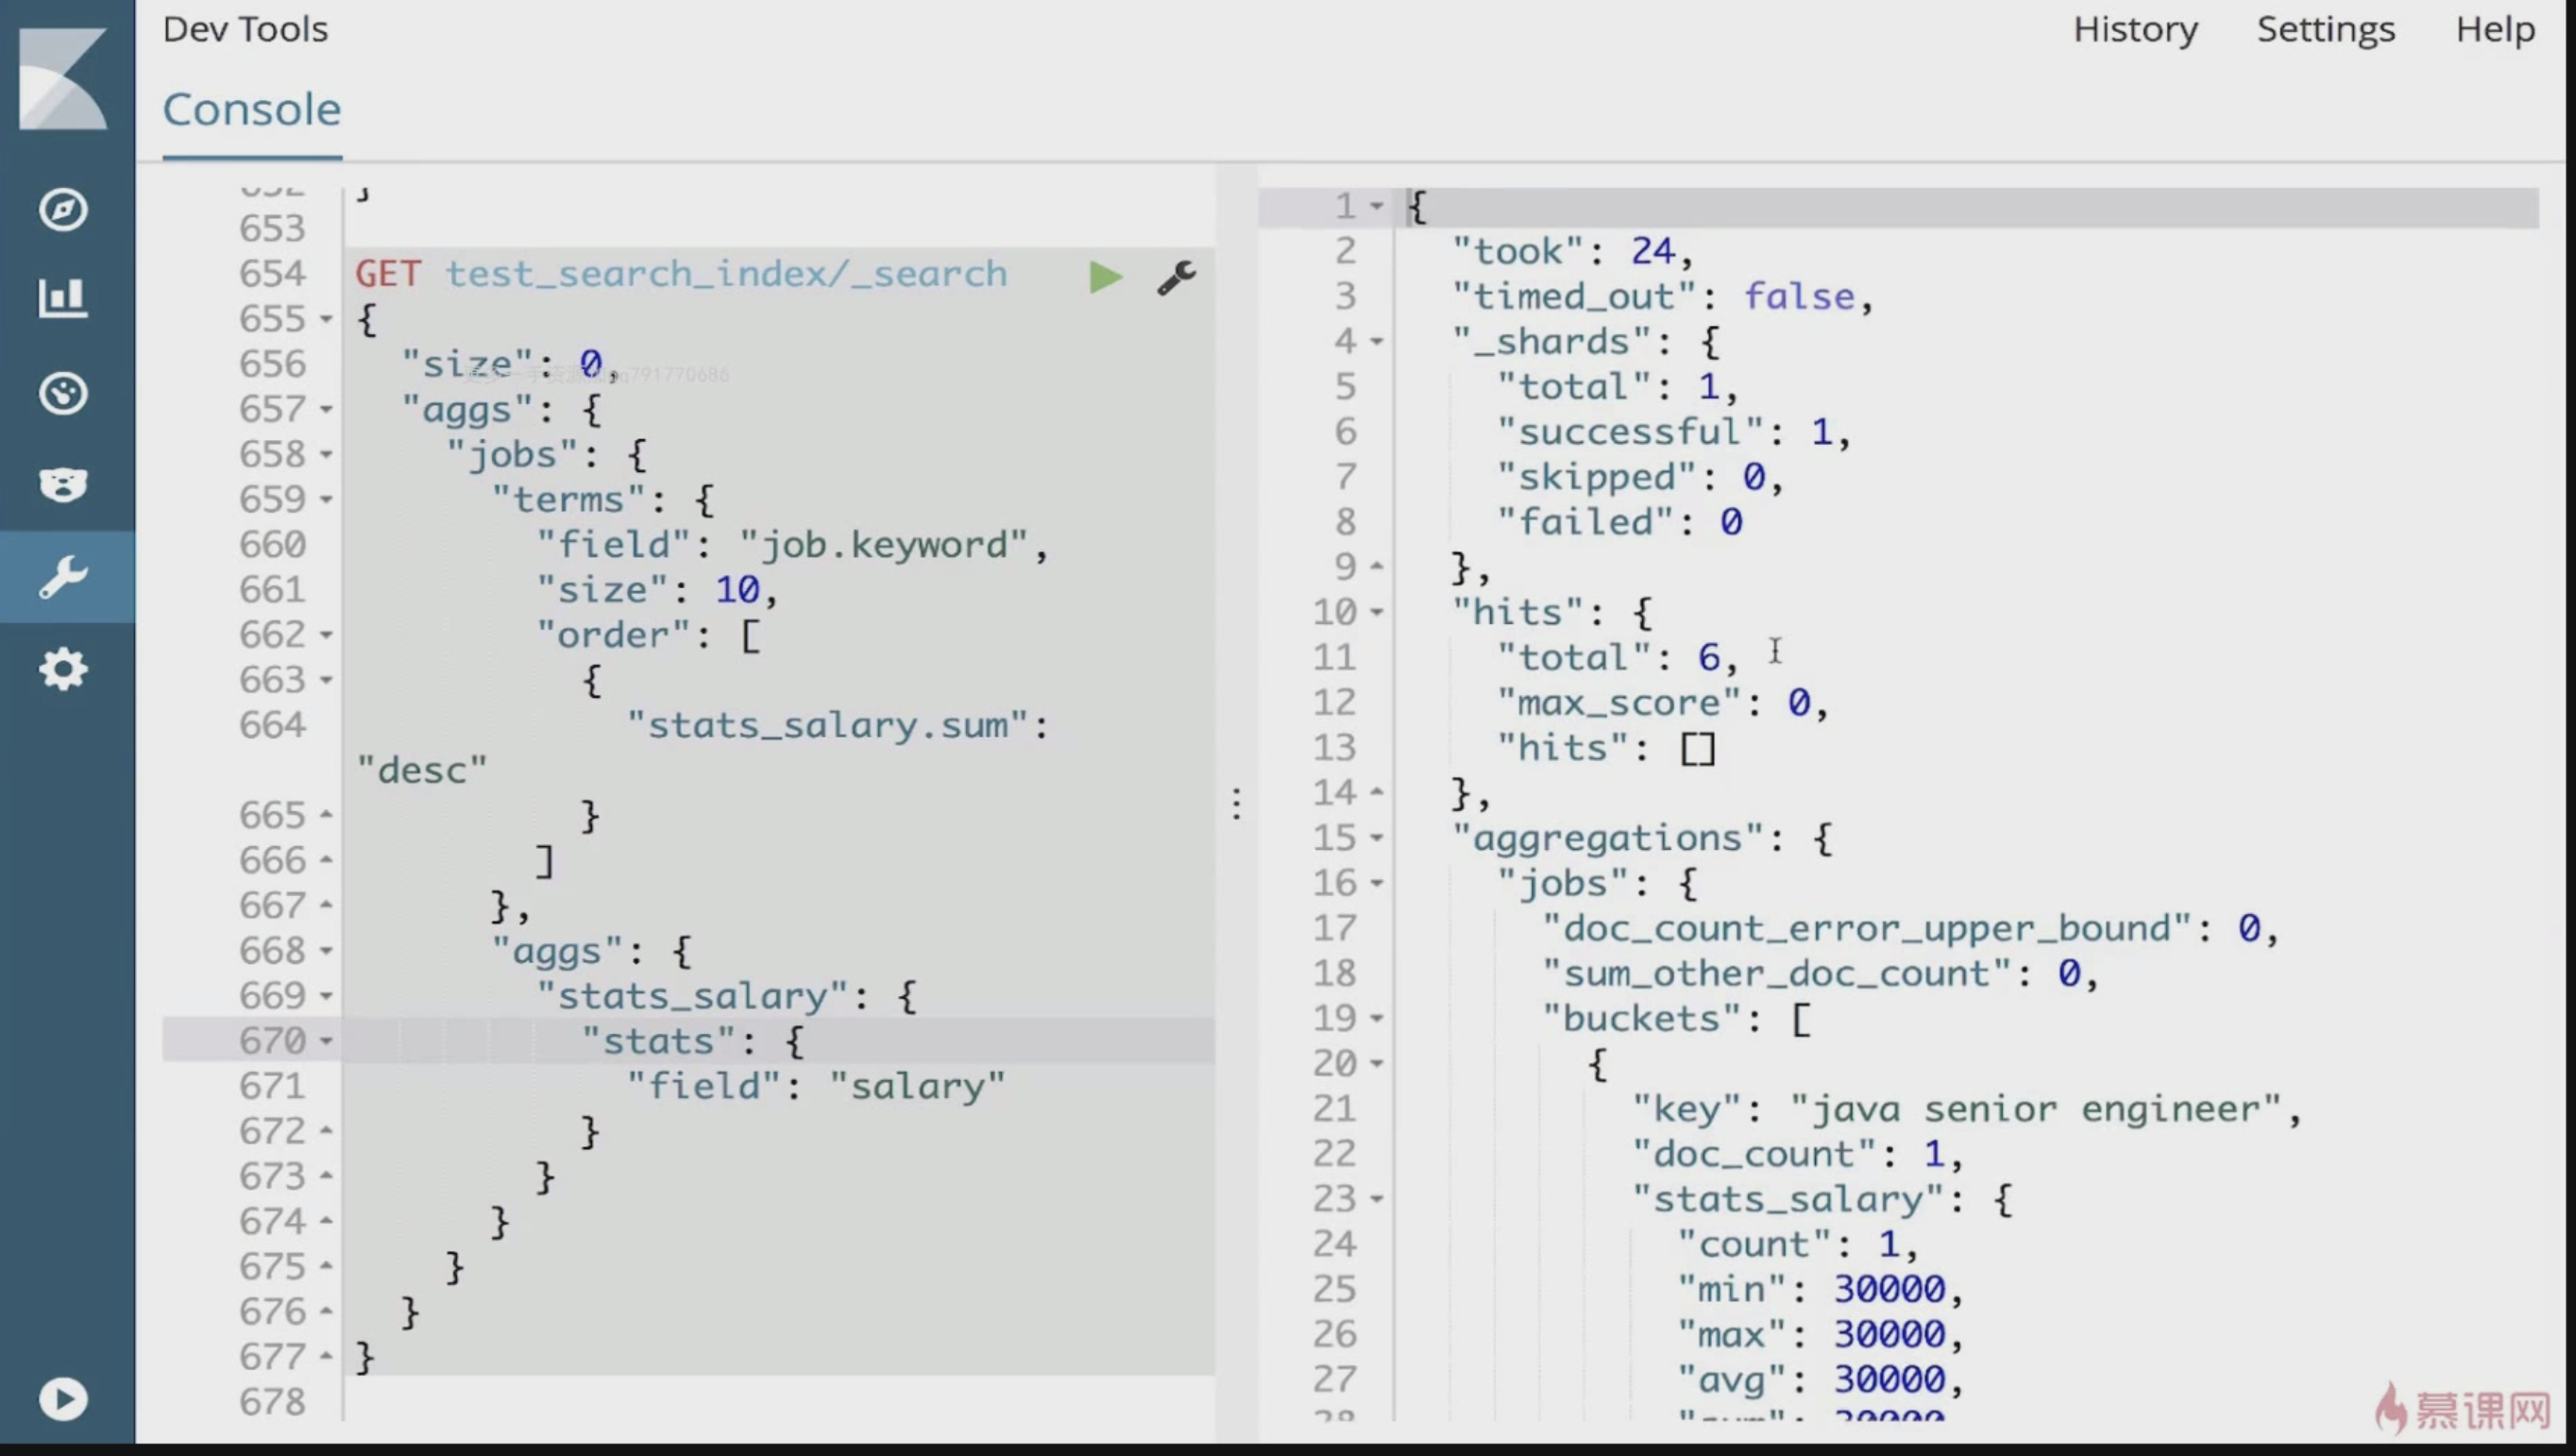 Dev Tools
History Settings Help
Console
653
654 GET test_search_index/_search
655 {
656 "size": 0,
657 "aggs": {
658 "jobs": {
659 "terms": {
660 "field": "job.keyword",
661 "size": 10,
662 "order": [
663 {
664 "stats_salary.sum":
"desc"
665 }
666 ]
667 },
668 "aggs": {
669 "stats_salary": {
670 "stats": {
671 "field": "salary"
672 }
673 }
674 }
675 }
676 }
677 }
678
1 {
2 "took": 24,
3 "timed_out": false,
4 "_shards": {
5 "total": 1,
6 "successful": 1,
7 "skipped": 0,
8 "failed": 0
9 },
10 "hits": {
11 "total": 6,
12 "max_score": 0,
13 "hits": []
14 },
15 "aggregations": {
16 "jobs": {
17 "doc_count_error_upper_bound": 0,
18 "sum_other_doc_count": 0,
19 "buckets": [
20 {
21 "key": "java senior engineer",
22 "doc_count": 1,
23 "stats_salary": {
24 "count": 1,
25 "min": 30000,
26 "max": 30000,
27 "avg": 30000,
慕课网